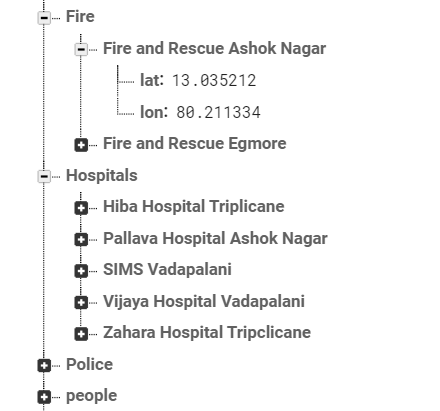 Fire
Fire and Rescue Ashok Nagar
lat: 13.035212
lon: 80.211334
Fire and Rescue Egmore
Hospitals
Hiba Hospital Triplicane
Pallava Hospital Ashok Nagar
SIMS Vadapalani
Vijaya Hospital Vadapalani
Zahara Hospital Tripclicane
Police
people